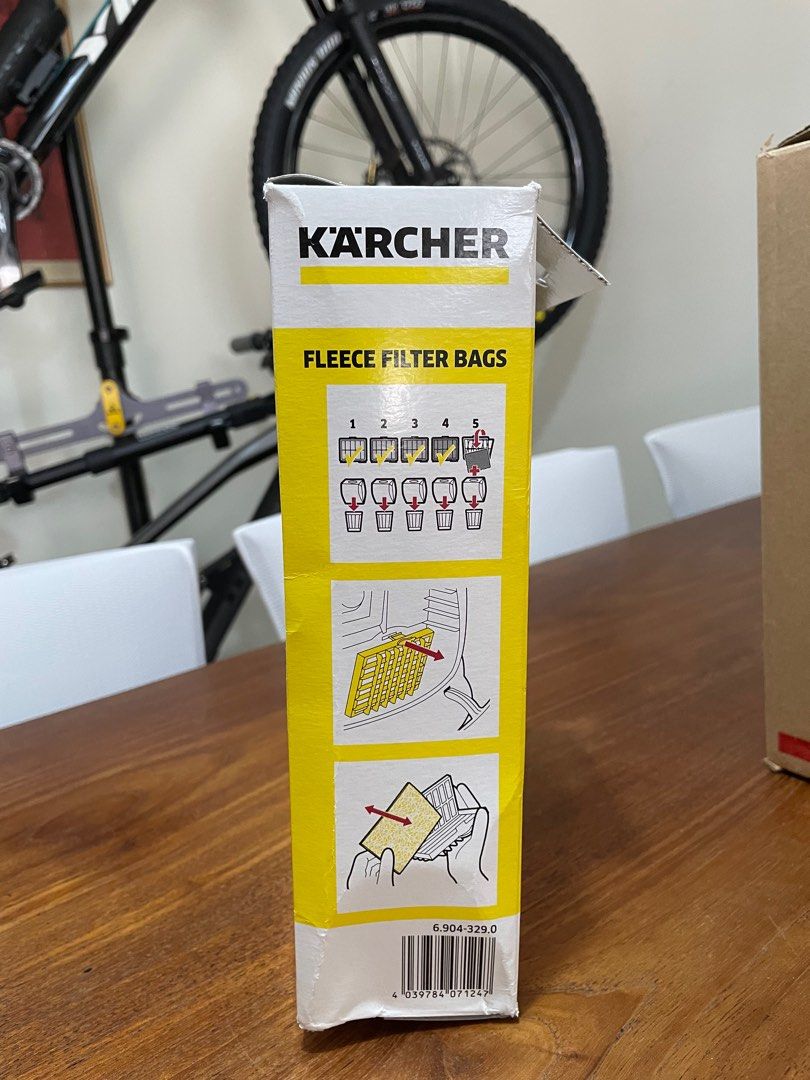 KÄRCHER
FLEECE FILTER BAGS
1 2 3 4 5
6.904-329.0
4 039784 071247